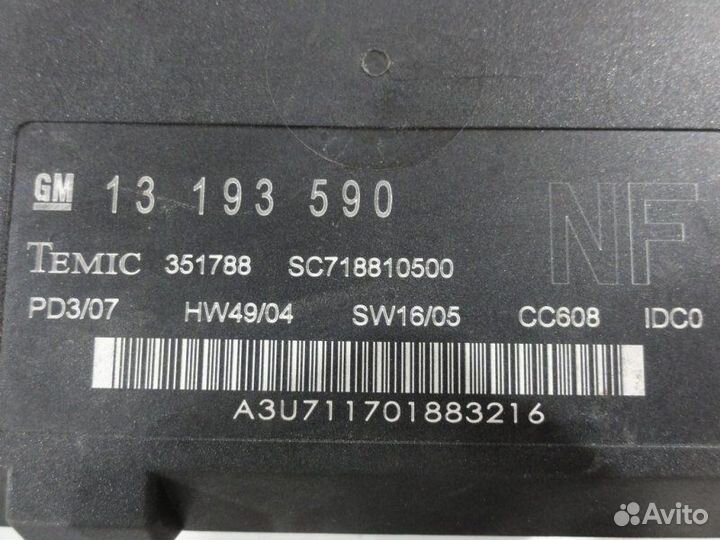 GM 13 193 590 NF
TEMIC 351788 SC718810500
PD3/07 HW49/04 SW16/05 CC608 IDC0
A3U711701883216
Avito